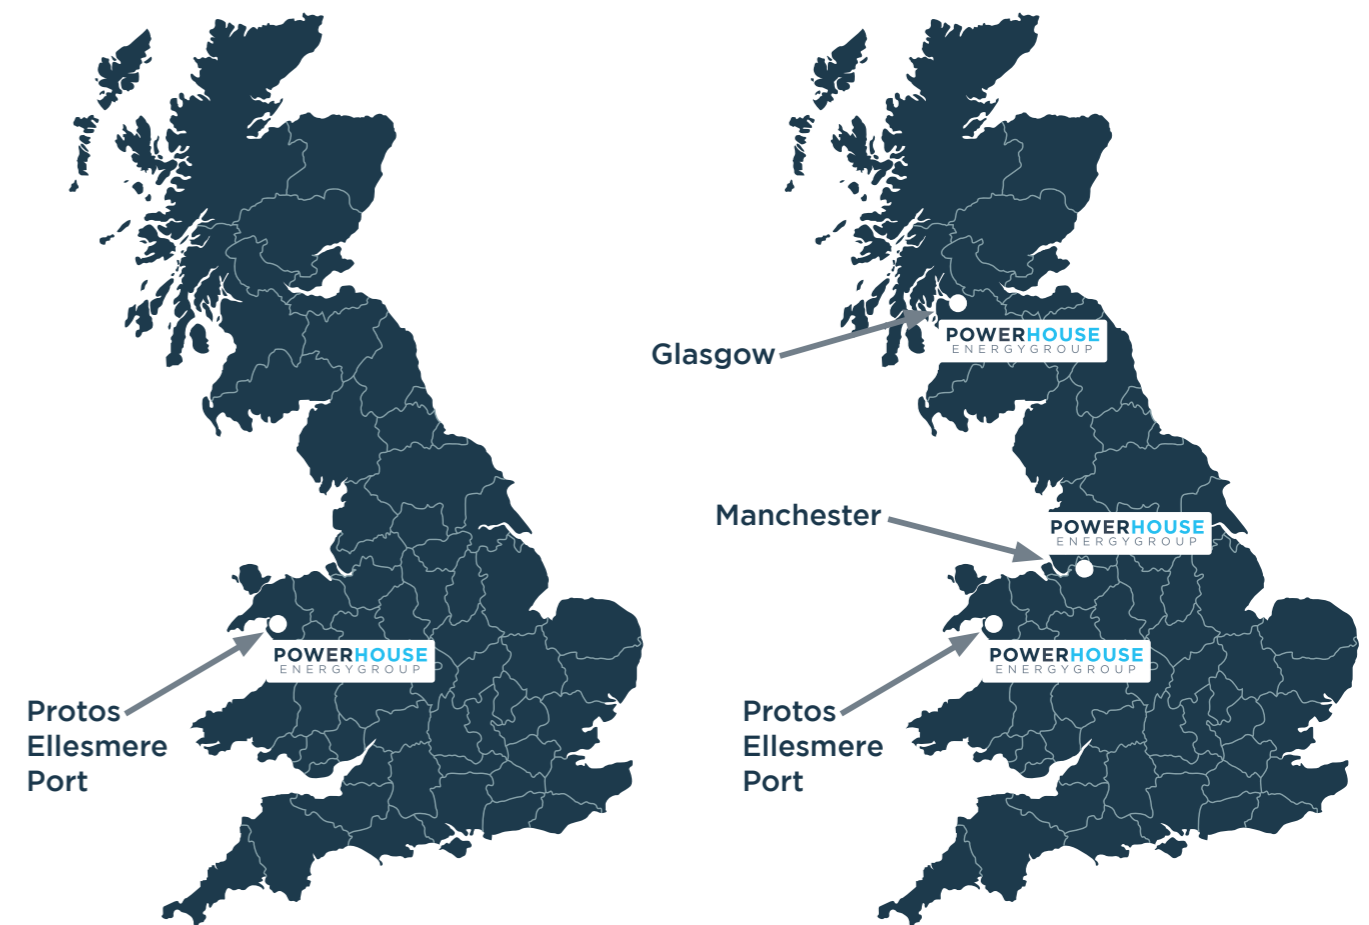 POWERHOUSE
ENERGYGROUP
Protos
Ellesmere
Port
Glasgow
POWERHOUSE
ENERGYGROUP
Manchester
POWERHOUSE
ENERGYGROUP
POWERHOUSE
ENERGYGROUP
Protos
Ellesmere
Port